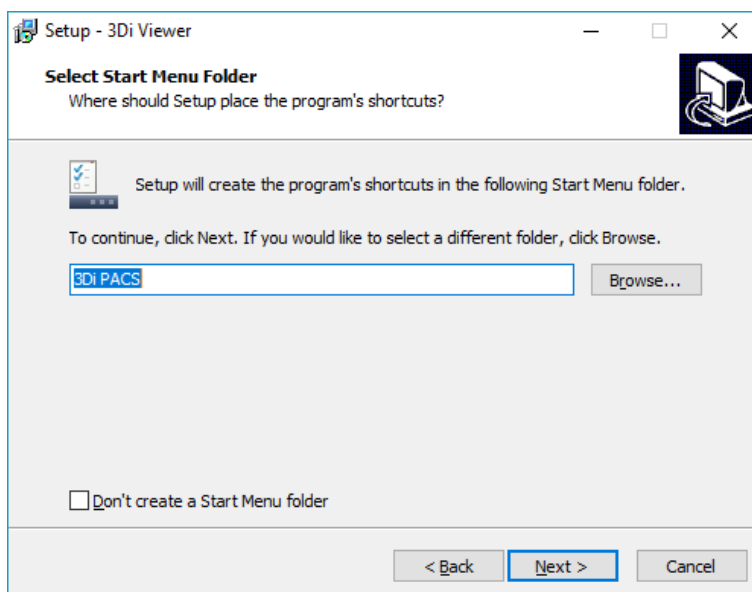 Setup - 3Di Viewer
Select Start Menu Folder
Where should Setup place the program's shortcuts?
Setup will create the program's shortcuts in the following Start Menu folder.
To continue, click Next. If you would like to select a different folder, click Browse.
3Di PACS
Browse...
Don't create a Start Menu folder
< Back
Next >
Cancel